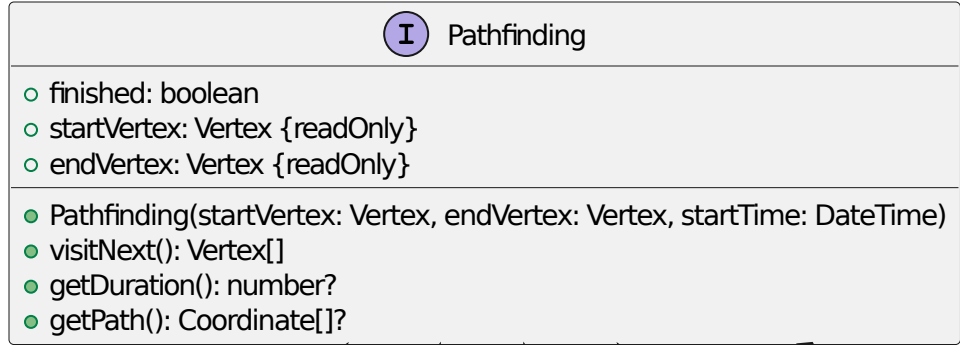 I Pathfinding
finished: boolean
startVertex: Vertex {readOnly}
endVertex: Vertex {readOnly}
Pathfinding(startVertex: Vertex, endVertex: Vertex, startTime: DateTime)
visitNext(): Vertex[]
getDuration(): number?
getPath(): Coordinate[]?